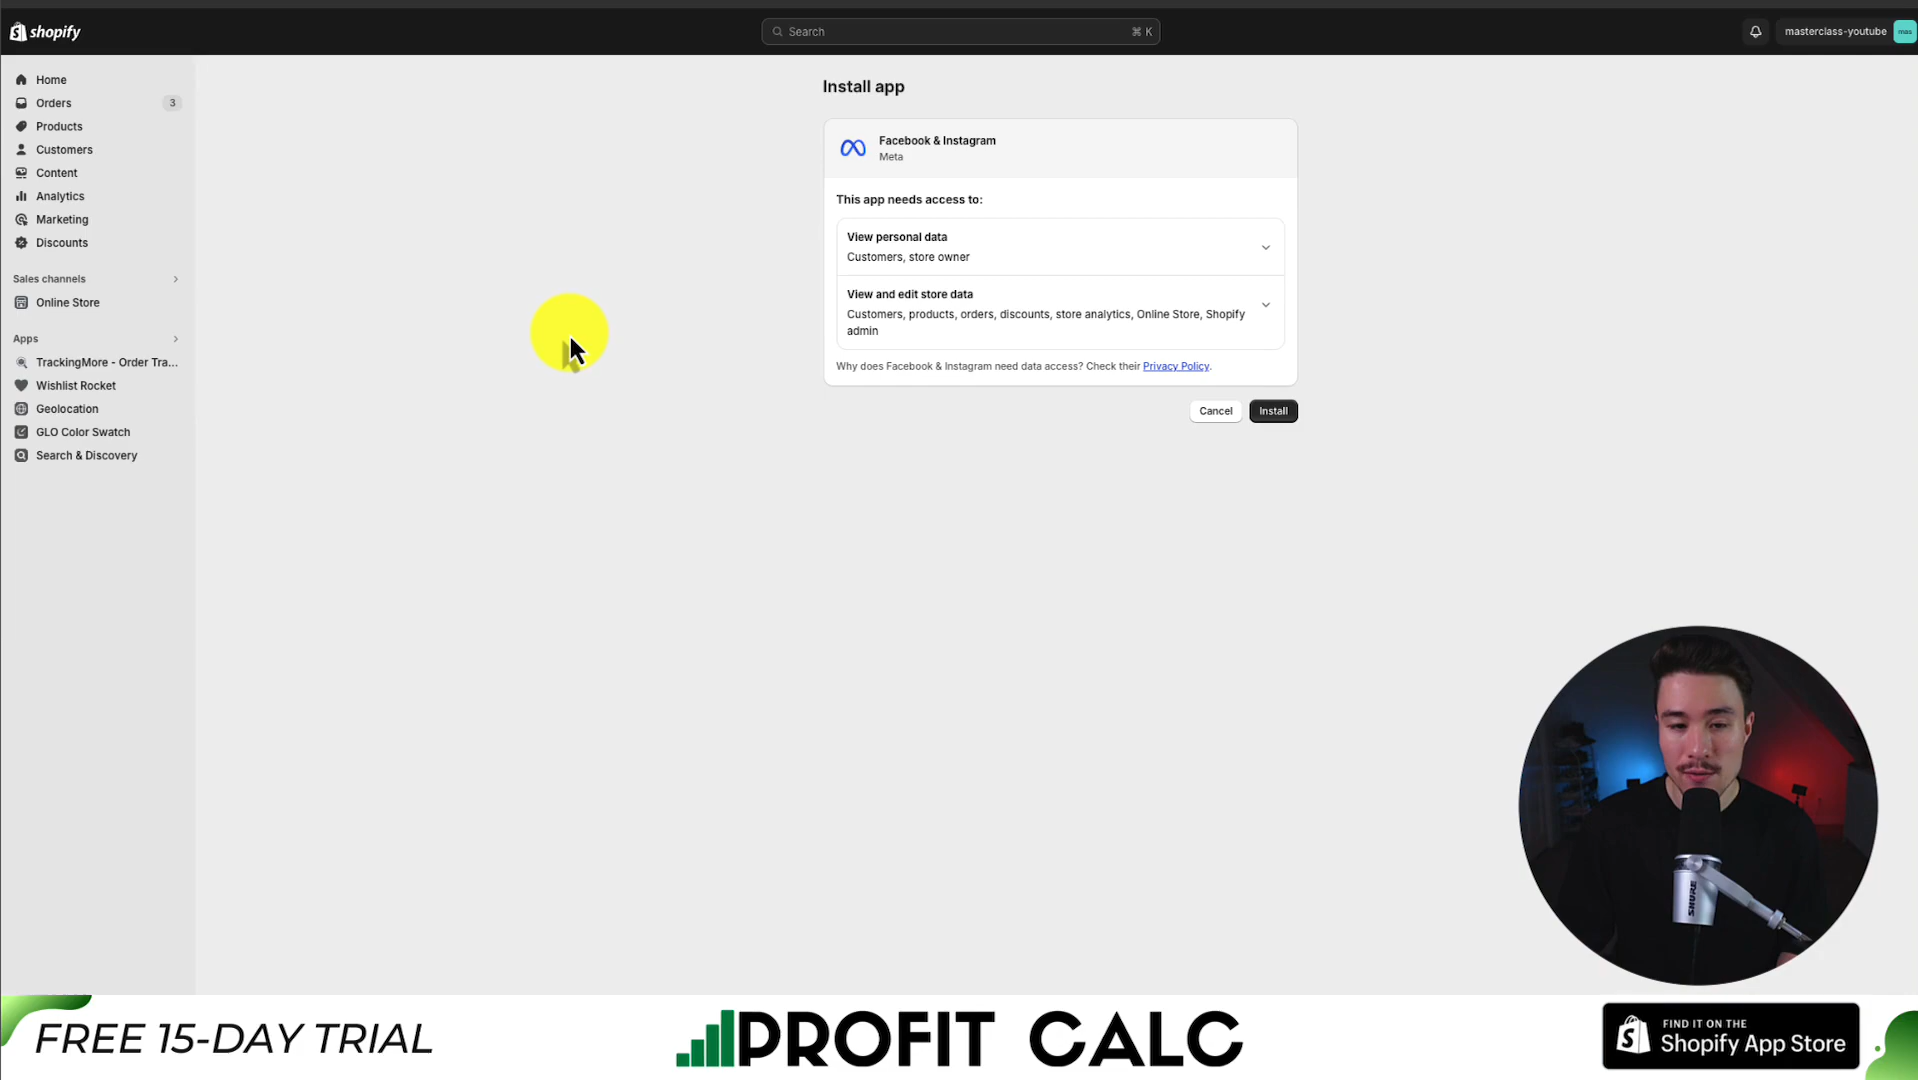 shopify
Search
⌘ K
masterclass-youtube
mas
Home
Orders
3
Products
Customers
Content
Analytics
Marketing
Discounts
Sales channels
Online Store
Apps
TrackingMore - Order Tra...
Wishlist Rocket
Geolocation
GLO Color Swatch
Search & Discovery
Install app
Facebook & Instagram
Meta
This app needs access to:
View personal data
Customers, store owner
View and edit store data
Customers, products, orders, discounts, store analytics, Online Store, Shopify
admin
Why does Facebook & Instagram need data access? Check their Privacy Policy.
Cancel
Install
SHURE
FREE 15-DAY TRIAL
PROFIT CALC
FIND IT ON THE
Shopify App Store